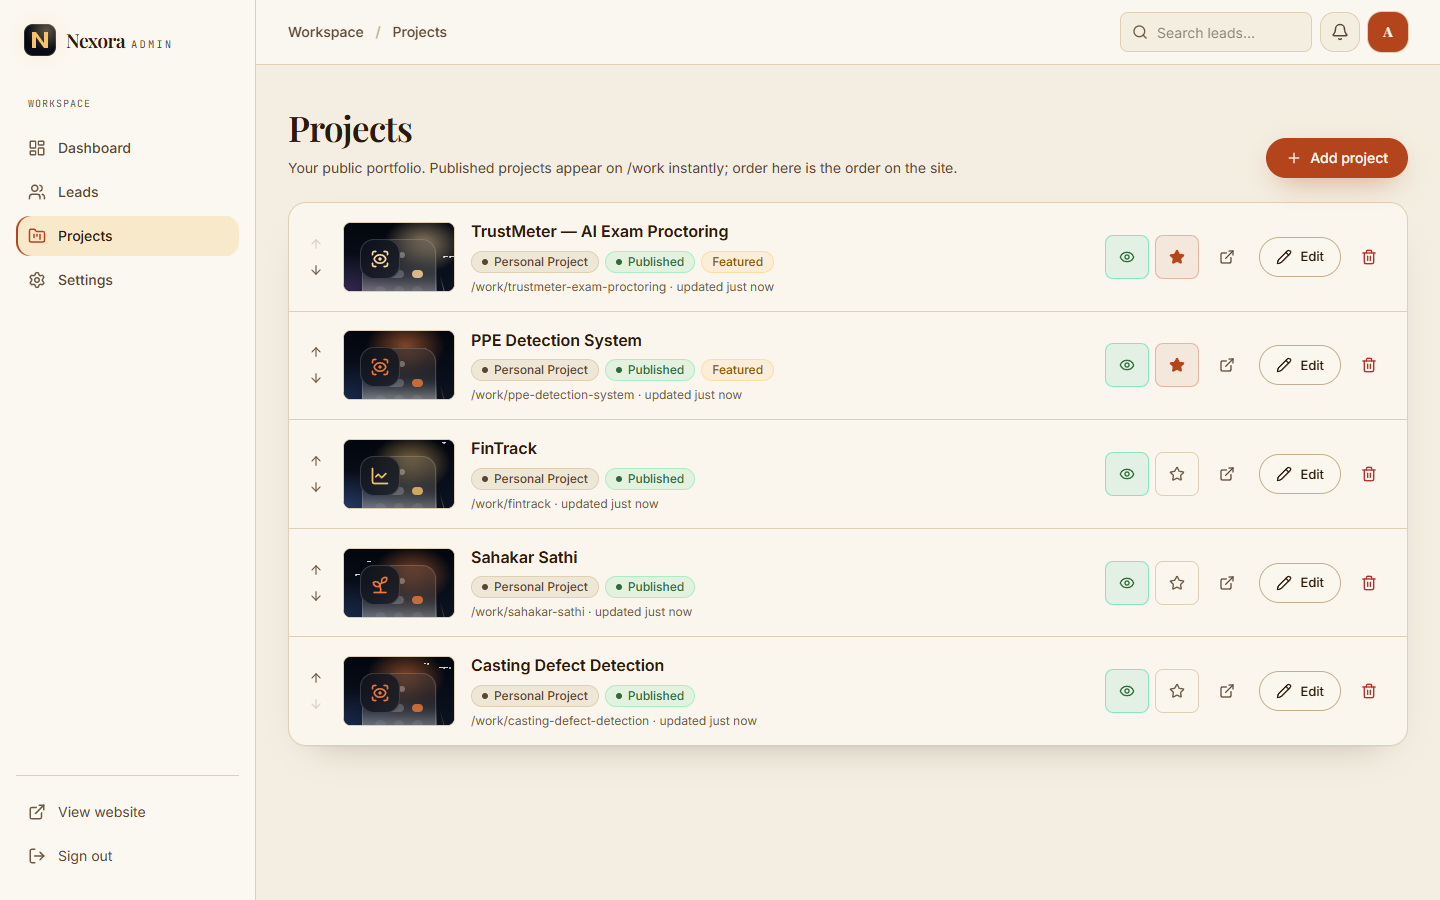 N Nexora ADMIN
WORKSPACE
Dashboard
Leads
Projects
Settings
View website
Sign out
Workspace / Projects
Search leads...
A
Projects
Your public portfolio. Published projects appear on /work instantly; order here is the order on the site.
Add project
TrustMeter — AI Exam Proctoring
Personal Project Published Featured
/work/trustmeter-exam-proctoring · updated just now
Edit
PPE Detection System
Personal Project Published Featured
/work/ppe-detection-system · updated just now
Edit
FinTrack
Personal Project Published
/work/fintrack · updated just now
Edit
Sahakar Sathi
Personal Project Published
/work/sahakar-sathi · updated just now
Edit
Casting Defect Detection
Personal Project Published
/work/casting-defect-detection · updated just now
Edit